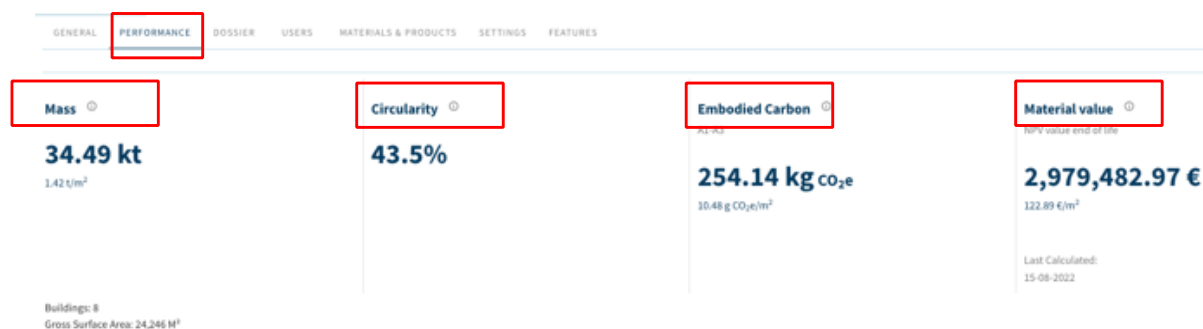 GENERAL PERFORMANCE DOSSIER USERS MATERIALS & PRODUCTS SETTINGS FEATURES
Mass
34.49 kt
1.42 t/m²
Circularity
43.5%
Embodied Carbon
A1-A3
254.14 kg CO₂e
10.48 g CO₂e/m²
Material value
NPV value end of life
2,979,482.97 €
122.89 €/m²
Last Calculated:
15-08-2022
Buildings: 8
Gross Surface Area: 24,246 M²